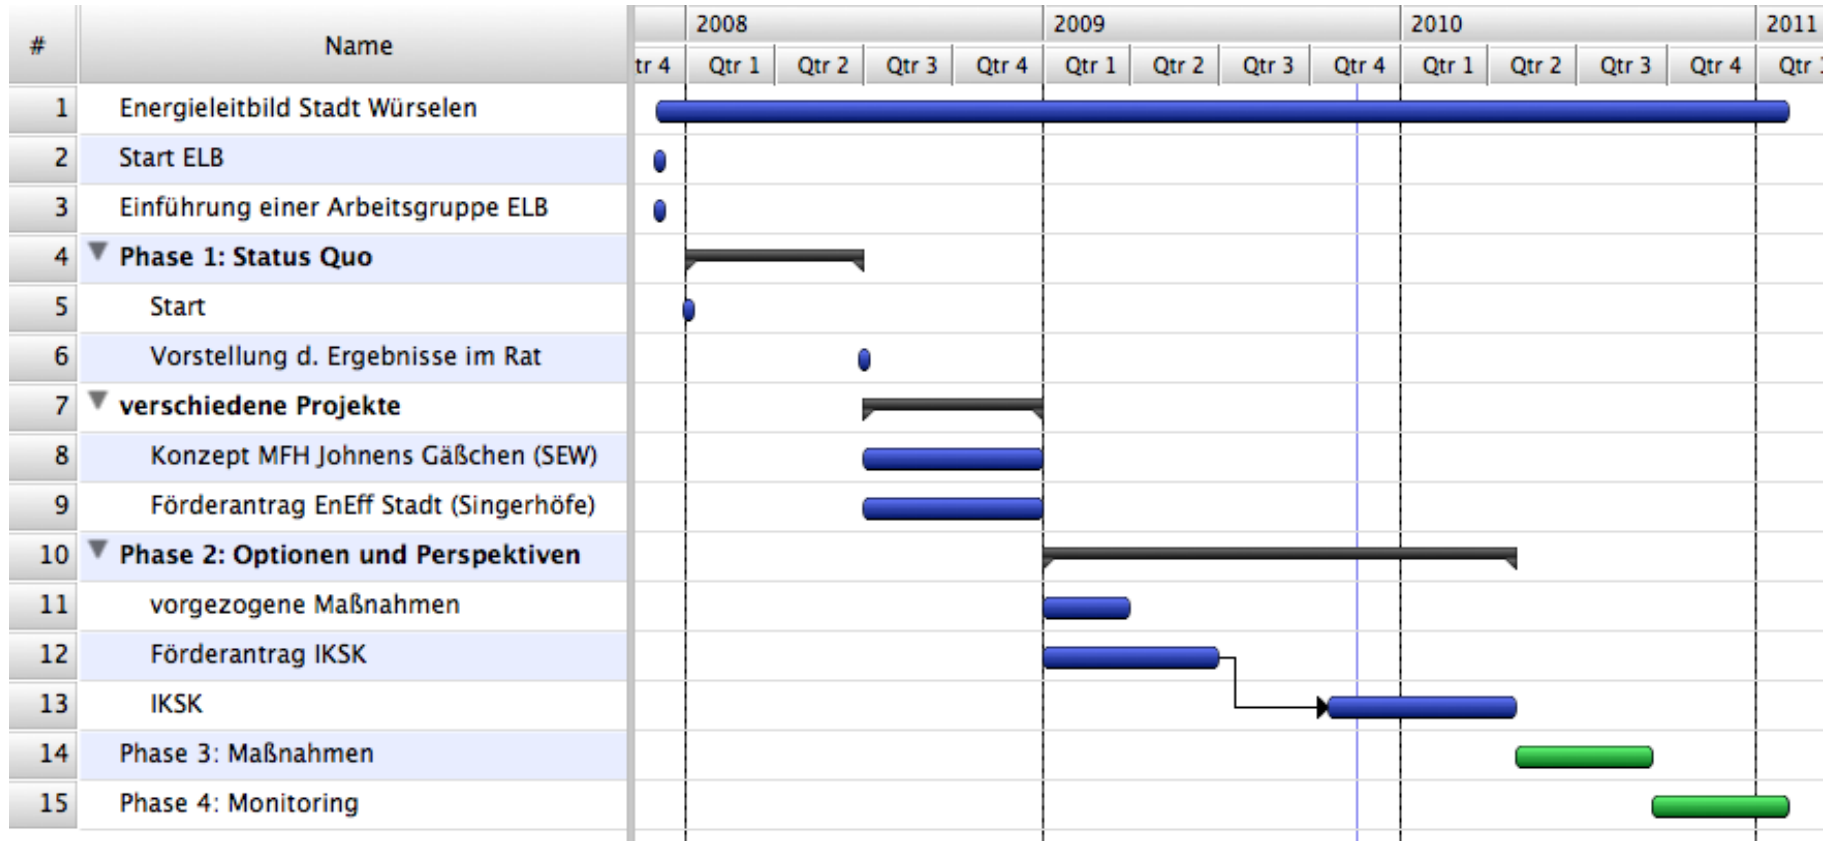 2008 2009 2010 2011
# Name
tr 4 Qtr 1 Qtr 2 Qtr 3 Qtr 4 Qtr 1 Qtr 2 Qtr 3 Qtr 4 Qtr 1 Qtr 2 Qtr 3 Qtr 4 Qtr
1 Energieleitbild Stadt Würselen
2 Start ELB
3 Einführung einer Arbeitsgruppe ELB
4 Phase 1: Status Quo
5 Start
6 Vorstellung d. Ergebnisse im Rat
7 verschiedene Projekte
8 Konzept MFH Johnens Gäßchen (SEW)
9 Förderantrag EnEff Stadt (Singerhöfe)
10 Phase 2: Optionen und Perspektiven
11 vorgezogene Maßnahmen
12 Förderantrag IKSK
13 IKSK
14 Phase 3: Maßnahmen
15 Phase 4: Monitoring